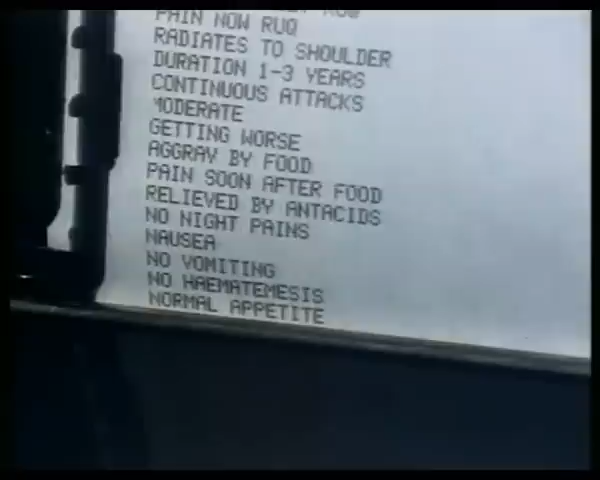 PAIN NOW RUQ
RADIATES TO SHOULDER
DURATION 1-3 YEARS
CONTINUOUS ATTACKS
MODERATE
GETTING WORSE
AGGRAV BY FOOD
PAIN SOON AFTER FOOD
RELIEVED BY ANTACIDS
NO NIGHT PAINS
NAUSEA
NO VOMITING
NO HAEMATEMESIS
NORMAL APPETITE